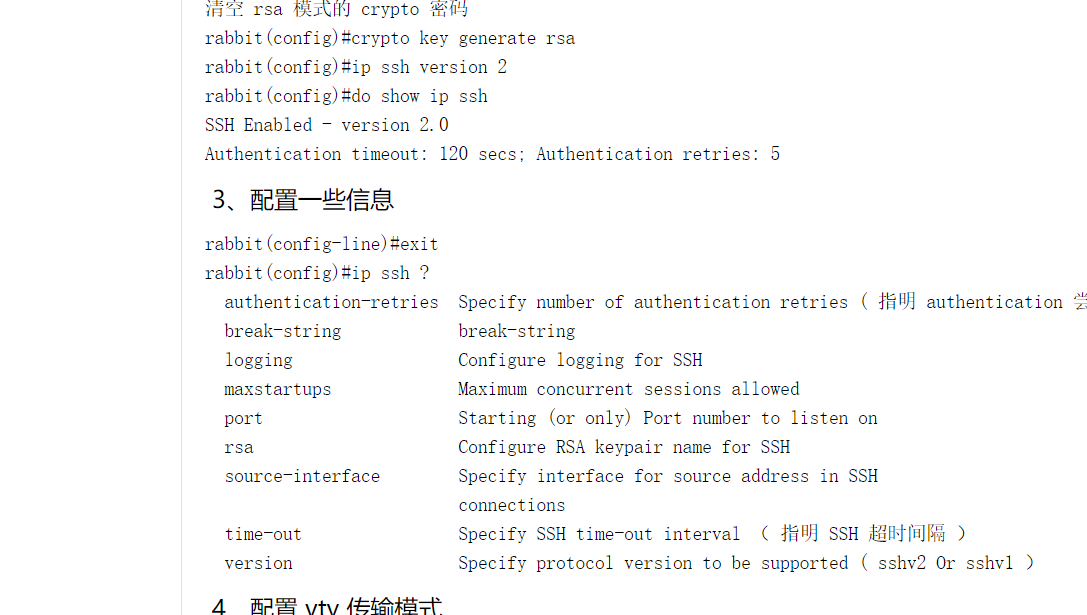 清空 rsa 模式的 crypto 密码
rabbit(config)#crypto key generate rsa
rabbit(config)#ip ssh version 2
rabbit(config)#do show ip ssh
SSH Enabled - version 2.0
Authentication timeout: 120 secs; Authentication retries: 5
3、配置一些信息
rabbit(config-line)#exit
rabbit(config)#ip ssh ?
authentication-retries  Specify number of authentication retries ( 指明 authentication 尝
break-string            break-string
logging                 Configure logging for SSH
maxstartups             Maximum concurrent sessions allowed
port                    Starting (or only) Port number to listen on
rsa                     Configure RSA keypair name for SSH
source-interface        Specify interface for source address in SSH
connections
time-out                Specify SSH time-out interval （ 指明 SSH 超时间隔 ）
version                 Specify protocol version to be supported ( sshv2 Or sshv1 )
4、配置 vty 传输模式